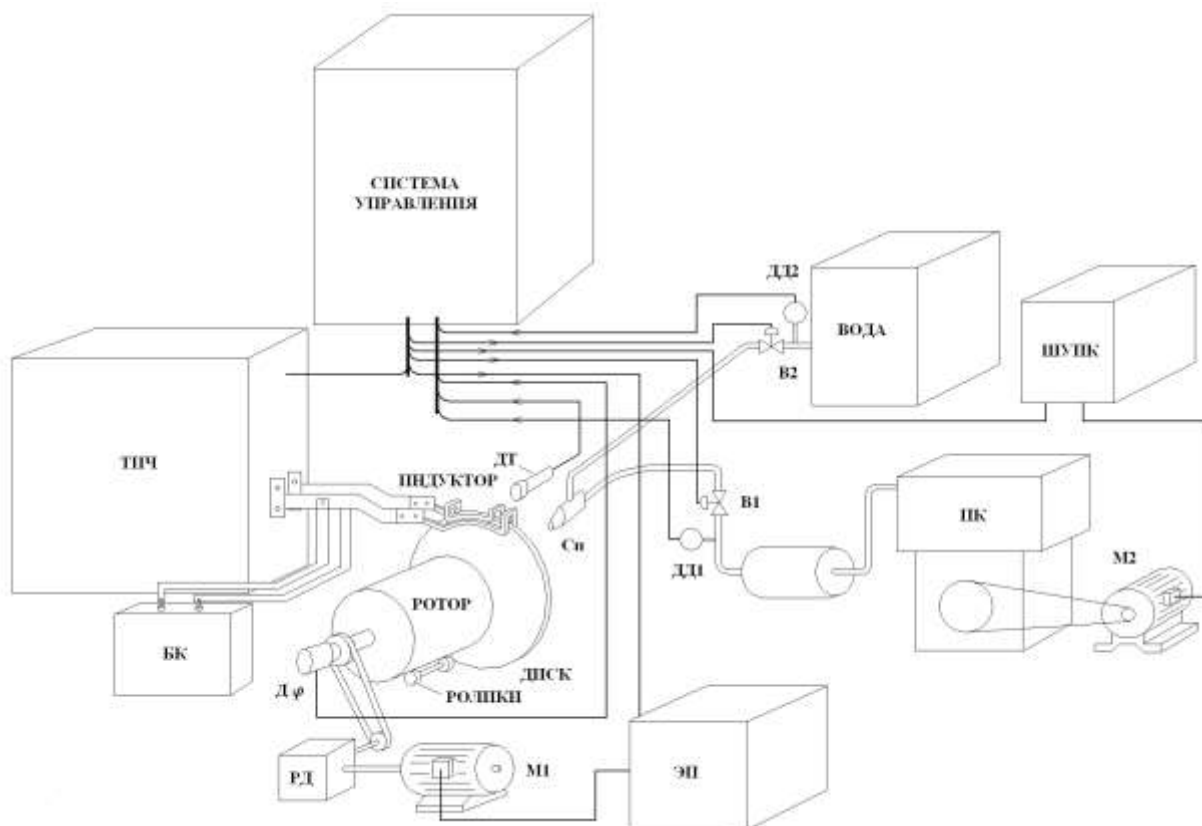 СИСТЕМА
УПРАВЛЕНИЯ
ДД2
ВОДА
ШУПК
В2
ТПЧ
ДТ
ИНДУКТОР
В1
ПК
Сп
ДД1
М2
РОТОР
БК
ДИСК
Д φ
РОЛИКИ
РД
М1
ЭП